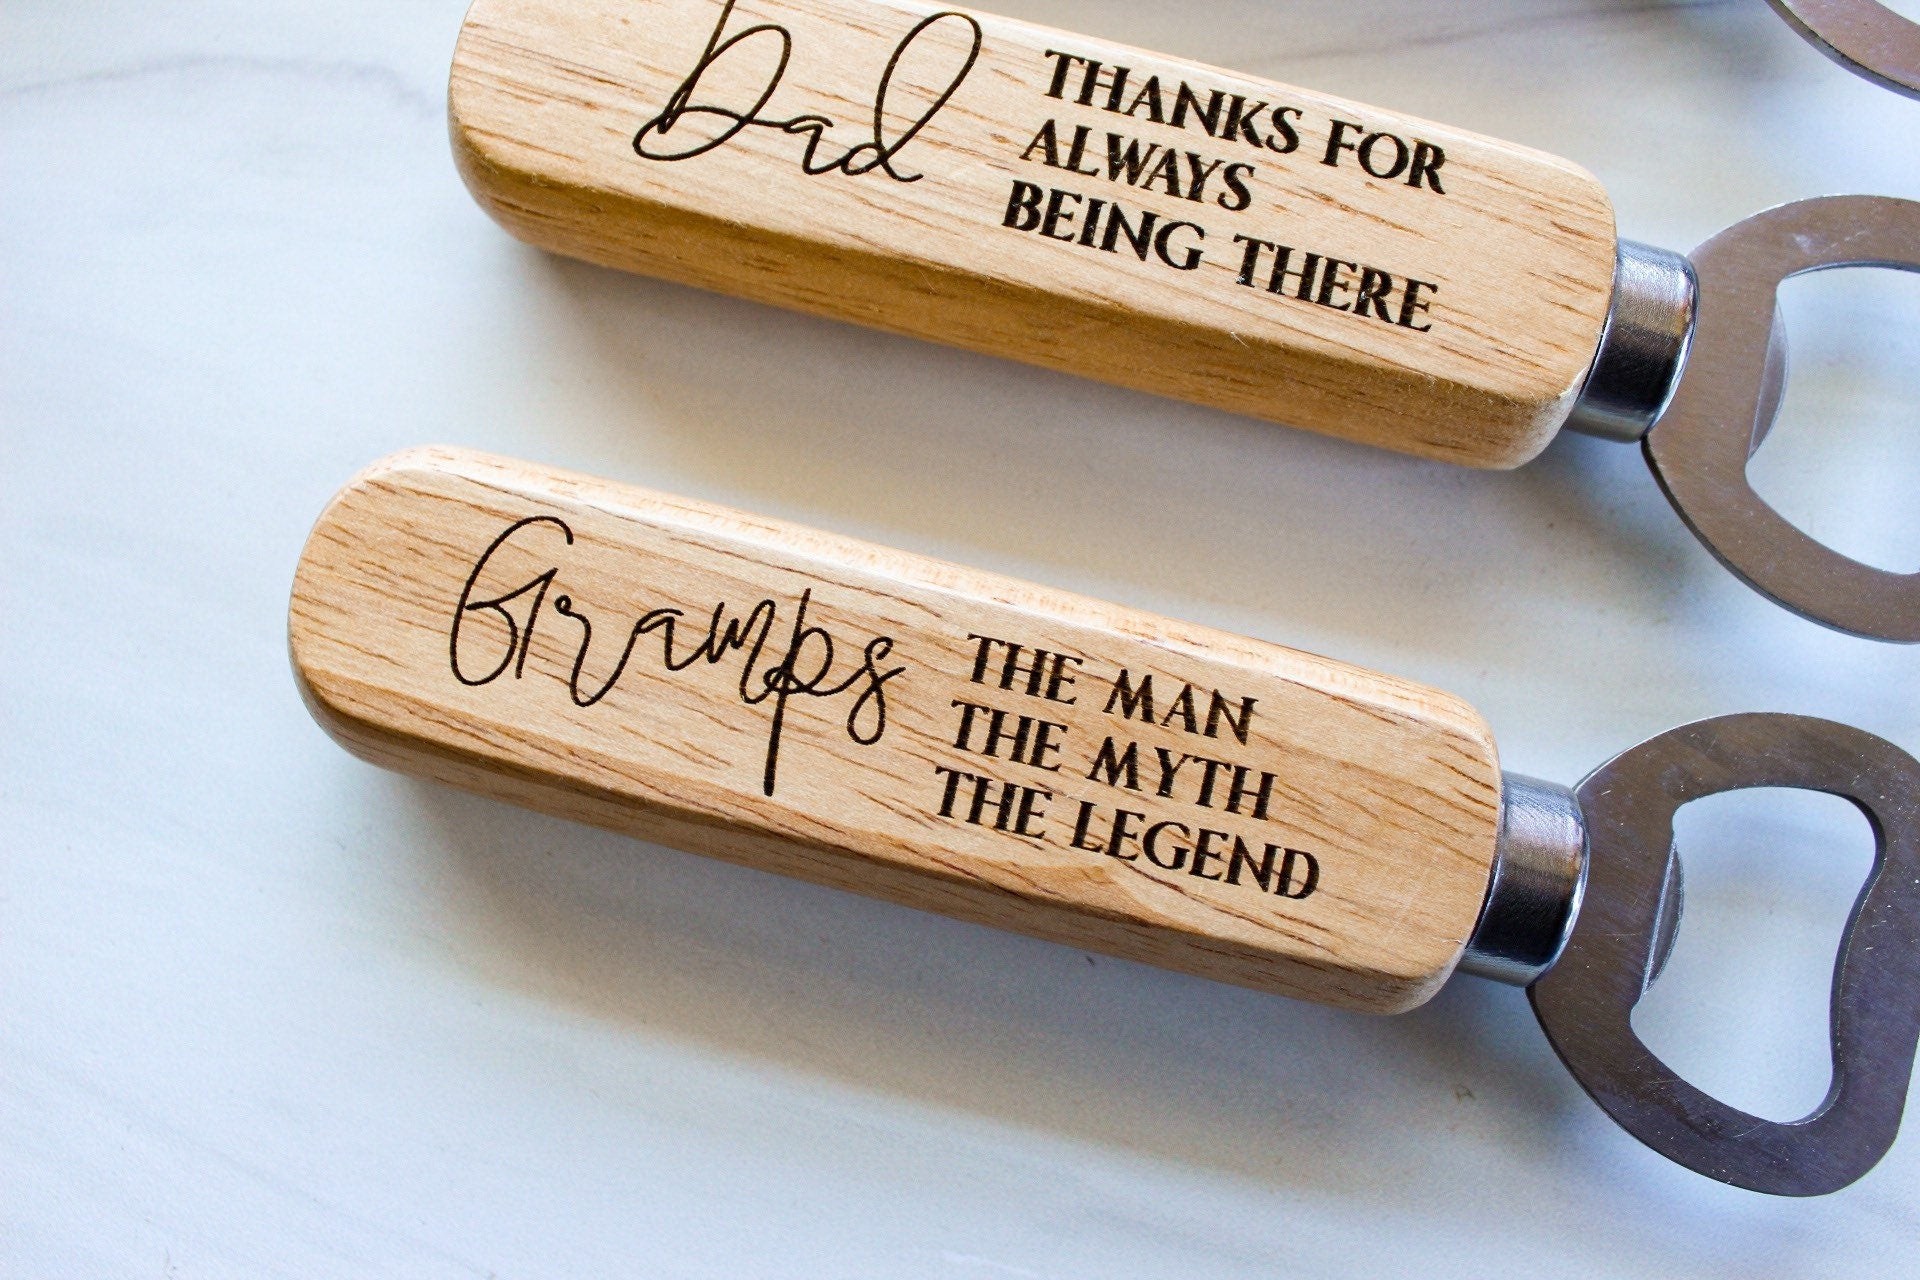 Dad
THANKS FOR
ALWAYS
BEING THERE
Gramps
THE MAN
THE MYTH
THE LEGEND